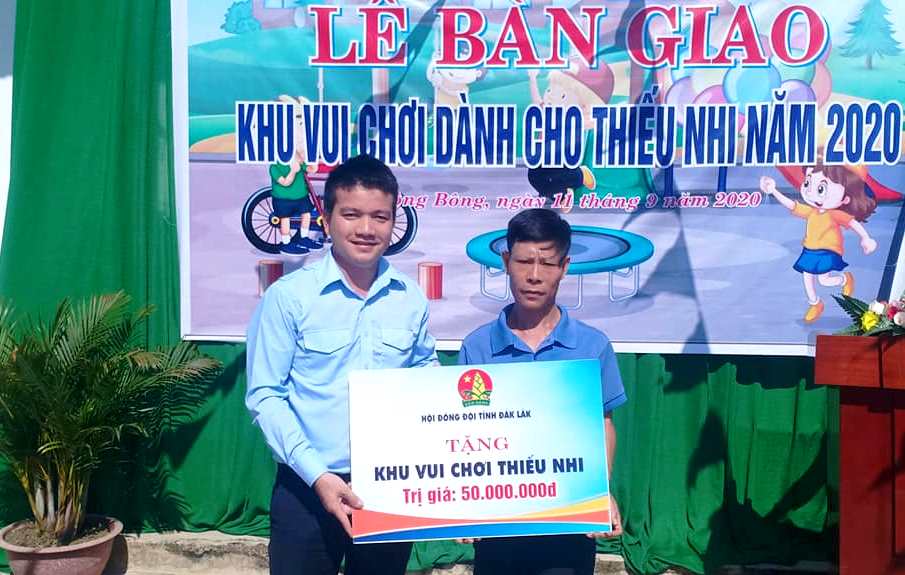 LỄ BÀN GIAO
KHU VUI CHƠI DÀNH CHO THIẾU NHI NĂM 2020
Bông, ngày 11 tháng 9 năm 2020
HỘI ĐỒNG ĐỘI TỈNH ĐẮK LẮK
TẶNG
KHU VUI CHƠI THIẾU NHI
Trị giá: 50.000.000đ